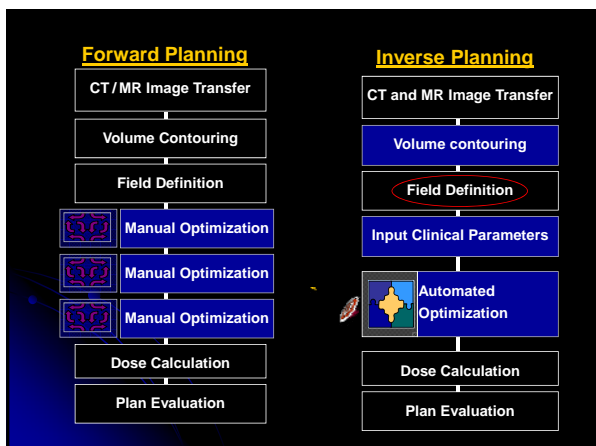 Forward Planning
CT / MR Image Transfer
Volume Contouring
Field Definition
Manual Optimization
Manual Optimization
Manual Optimization
Dose Calculation
Plan Evaluation
Inverse Planning
CT and MR Image Transfer
Volume contouring
Field Definition
Input Clinical Parameters
Automated
Optimization
Dose Calculation
Plan Evaluation